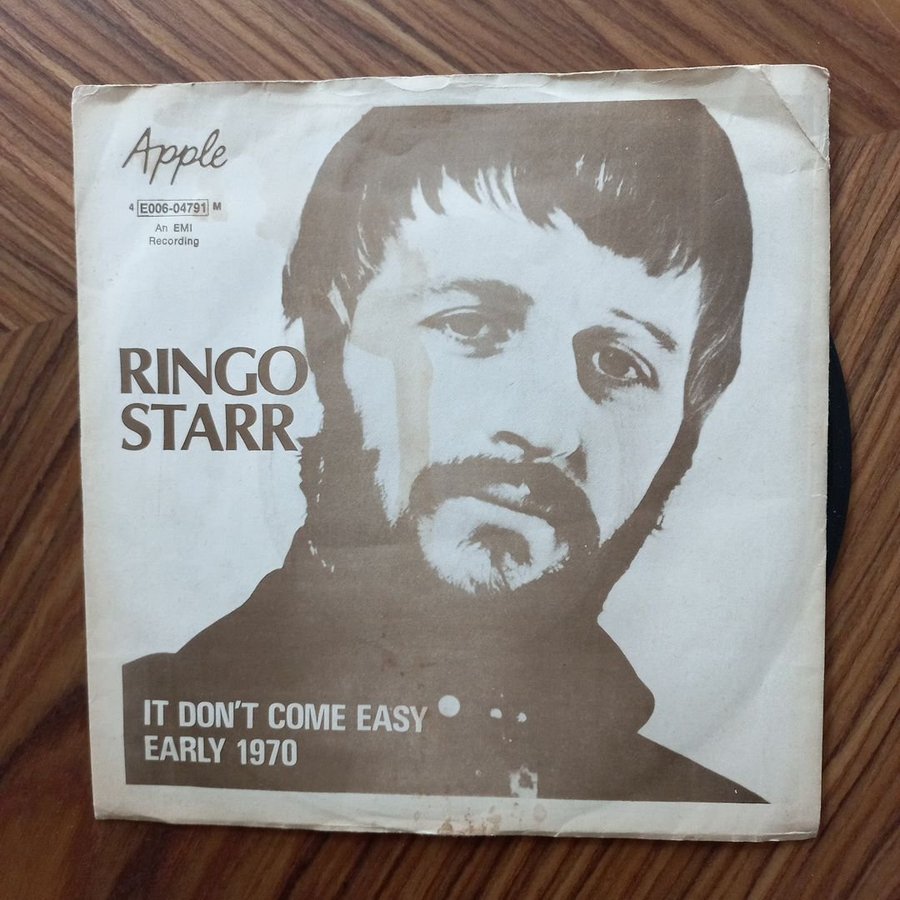 Apple
4 E006-04791 M
An EMI
Recording
RINGO
STARR
IT DON'T COME EASY
EARLY 1970